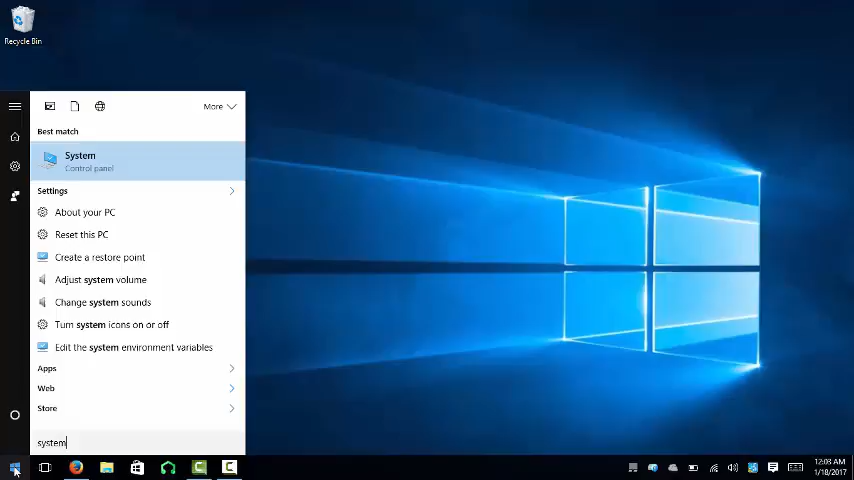 Recycle Bin
More
Best match
System
Control panel
Settings
About your PC
Reset this PC
Create a restore point
Adjust system volume
Change system sounds
Turn system icons on or off
Edit the system environment variables
Apps
Web
Store
system
12:03 AM
1/18/2017